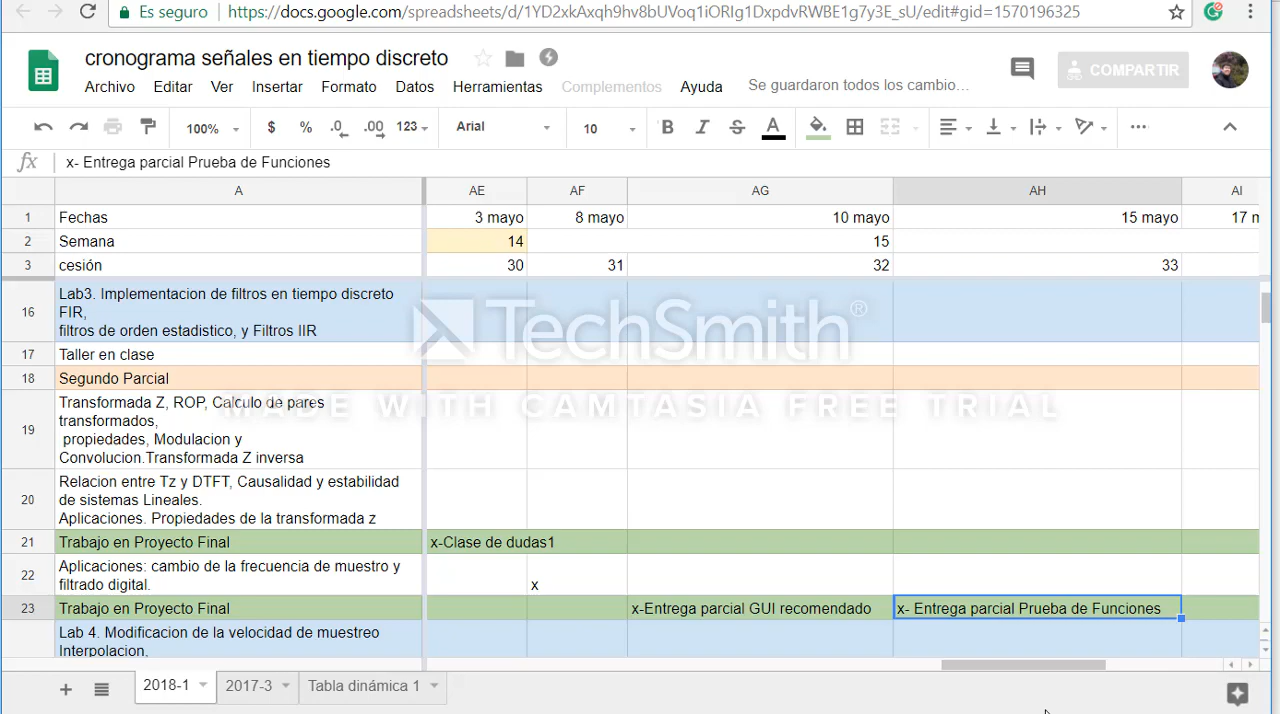 Es seguro
https://docs.google.com/spreadsheets/d/1YD2xkAxqh9hv8bUVoq1iORIg1DxpdvRWBE1g7y3E_sU/edit#gid=1570196325
cronograma señales en tiempo discreto
Archivo Editar Ver Insertar Formato Datos Herramientas Complementos Ayuda Se guardaron todos los cambio...
COMPARTIR
100% $ % .0 .00 123 Arial 10 B I S A
fx x- Entrega parcial Prueba de Funciones
A AE AF AG AH AI
1 Fechas 3 mayo 8 mayo 10 mayo 15 mayo 17 m
2 Semana 14 15
3 cesión 30 31 32 33
16 Lab3. Implementacion de filtros en tiempo discreto
FIR,
filtros de orden estadistico, y Filtros IIR
TechSmith®
17 Taller en clase
18 Segundo Parcial
MADE WITH CAMTASIA FREE TRIAL
19 Transformada Z, ROP, Calculo de pares
transformados,
propiedades, Modulacion y
Convolucion.Transformada Z inversa
20 Relacion entre Tz y DTFT, Causalidad y estabilidad
de sistemas Lineales.
Aplicaciones. Propiedades de la transformada z
21 Trabajo en Proyecto Final x-Clase de dudas1
22 Aplicaciones: cambio de la frecuencia de muestro y
filtrado digital. x
23 Trabajo en Proyecto Final x-Entrega parcial GUI recomendado x- Entrega parcial Prueba de Funciones
Lab 4. Modificacion de la velocidad de muestreo
Interpolacion,
2018-1 2017-3 Tabla dinámica 1